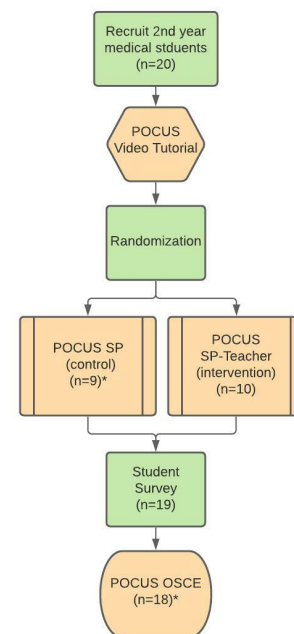 Recruit 2nd year
medical stduents
(n=20)
POCUS
Video Tutorial
Randomization
POCUS SP
(control)
(n=9)*
POCUS
SP-Teacher
(intervention)
(n=10)
Student
Survey
(n=19)
POCUS OSCE
(n=18)*